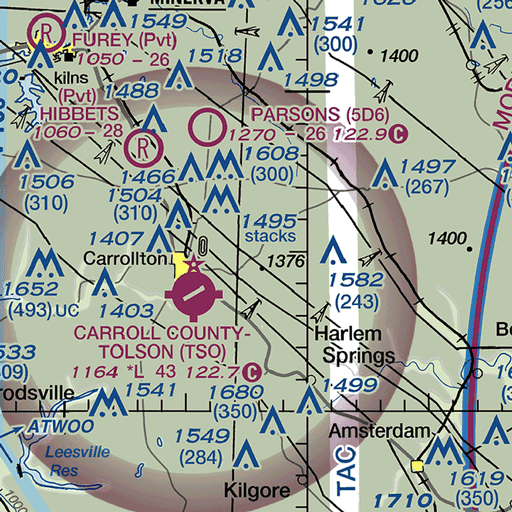 MINERVA
1549
FUREY (Pvt)
1050 - 26
1518
1541
(300)
1400
kilns
(Pvt)
1488
1498
HIBBETS
1060 - 28
PARSONS (5D6)
1270 - 26 122.9 C
R
R
1506
(310)
1466
1608
(300)
1497
(267)
1504
(310)
1495
stacks
1407
1400
Carrollton
1376
1652
(493) UC
1403
1582
(243)
CARROLL COUNTY-
TOLSON (TSO)
1164 *L 43 122.7 C
Harlem
Springs
1541
1680
(350)
1499
ATWOO
1549
(284)
Amsterdam
Leesville
Res
Kilgore
TAC
1710
1619
(350)
1000